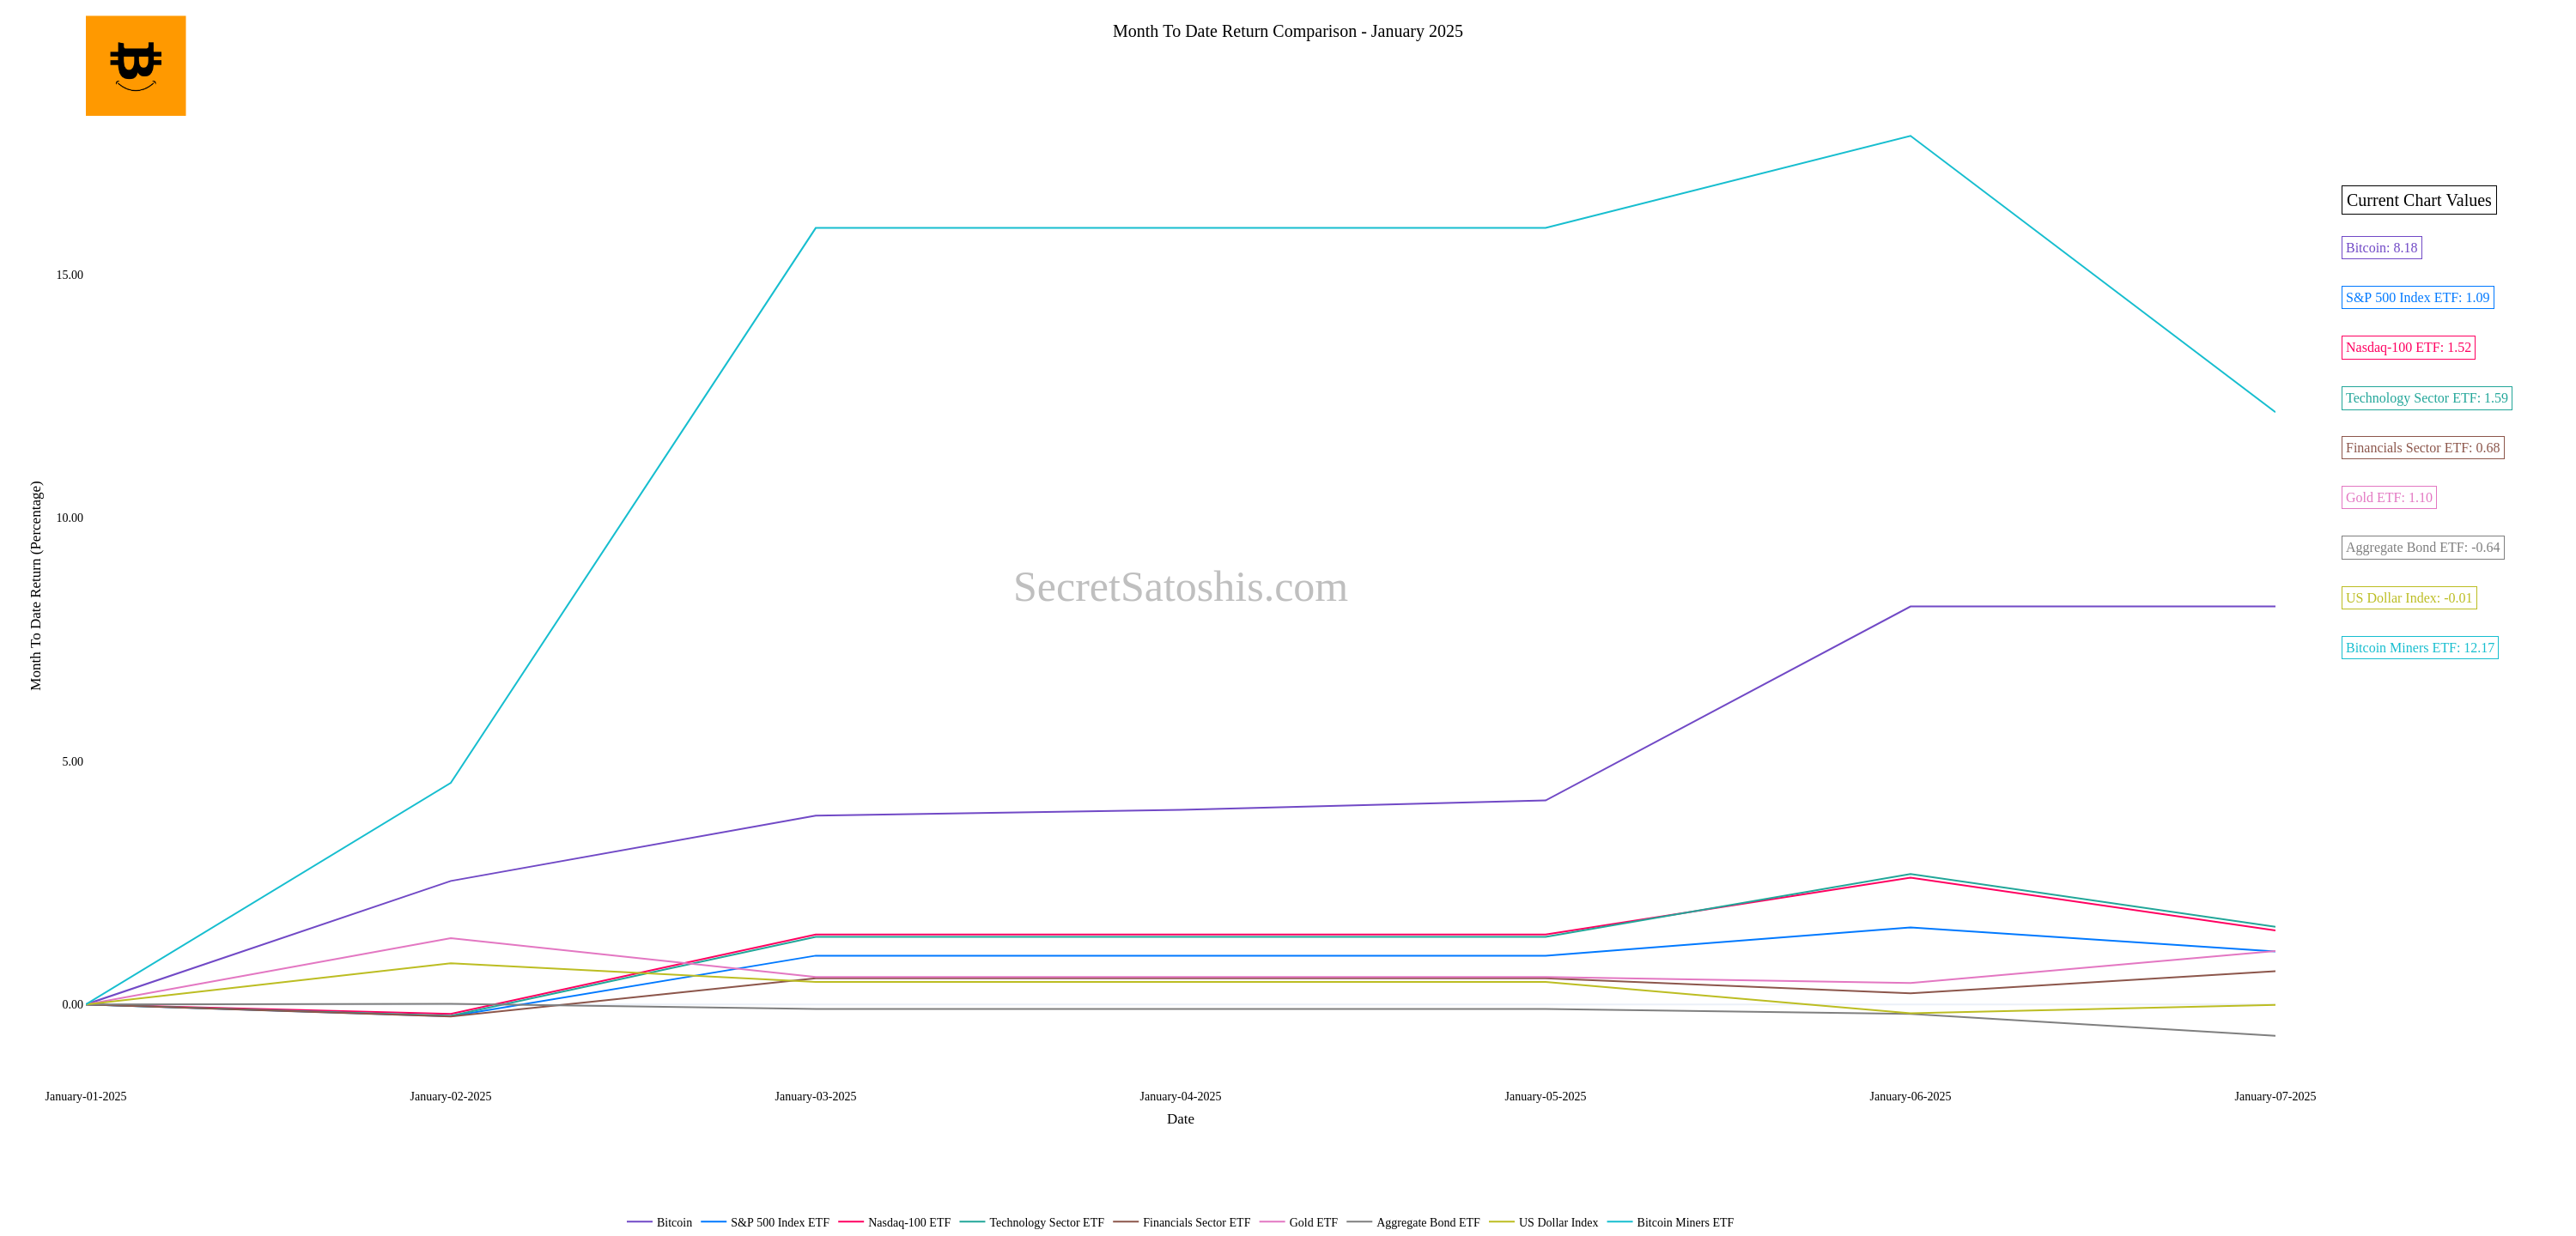 Month To Date Return Comparison - January 2025
Current Chart Values
Bitcoin: 8.18
S&P 500 Index ETF: 1.09
Nasdaq-100 ETF: 1.52
Technology Sector ETF: 1.59
Financials Sector ETF: 0.68
Gold ETF: 1.10
Aggregate Bond ETF: -0.64
US Dollar Index: -0.01
Bitcoin Miners ETF: 12.17
Month To Date Return (Percentage)
15.00
10.00
5.00
0.00
SecretSatoshis.com
January-01-2025 January-02-2025 January-03-2025 January-04-2025 January-05-2025 January-06-2025 January-07-2025
Date
Bitcoin S&P 500 Index ETF Nasdaq-100 ETF Technology Sector ETF Financials Sector ETF Gold ETF Aggregate Bond ETF US Dollar Index Bitcoin Miners ETF